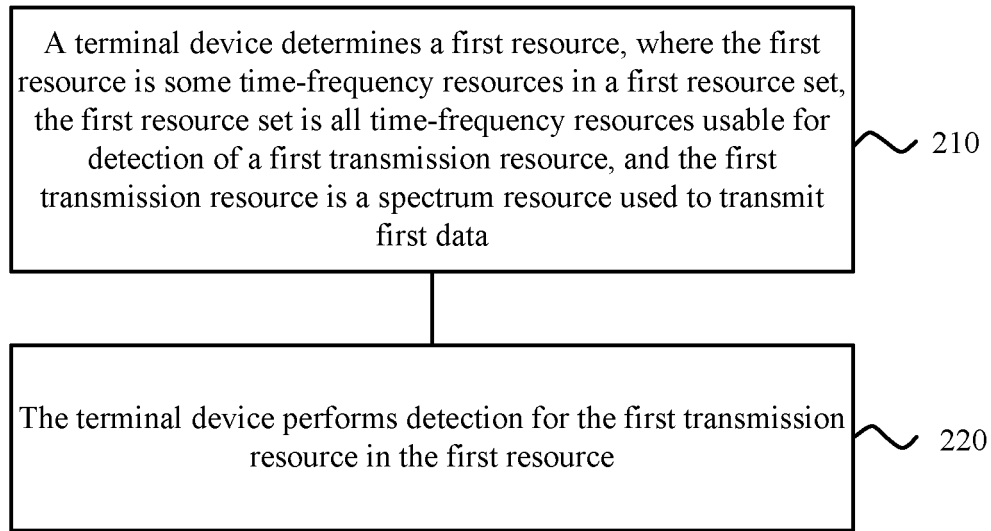 A terminal device determines a first resource, where the first
resource is some time-frequency resources in a first resource set,
the first resource set is all time-frequency resources usable for
detection of a first transmission resource, and the first
transmission resource is a spectrum resource used to transmit
first data
210
The terminal device performs detection for the first transmission
resource in the first resource
220